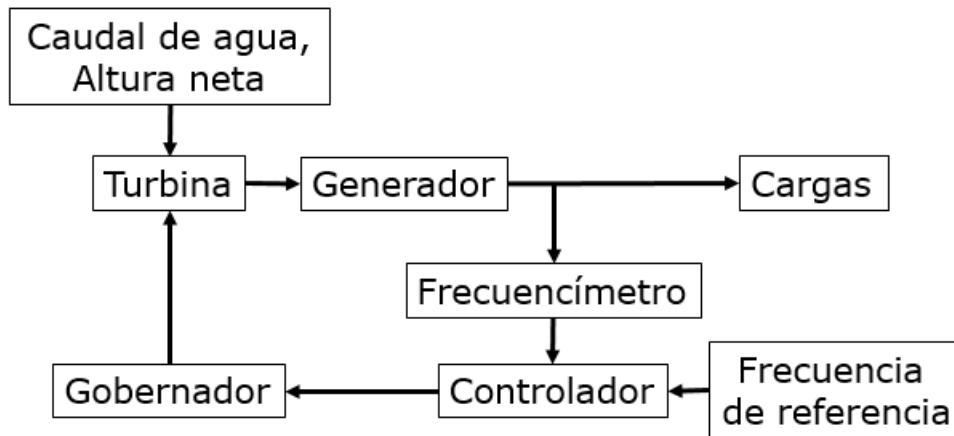 Caudal de agua,
Altura neta
Turbina
Generador
Cargas
Frecuencímetro
Gobernador
Controlador
Frecuencia
de referencia